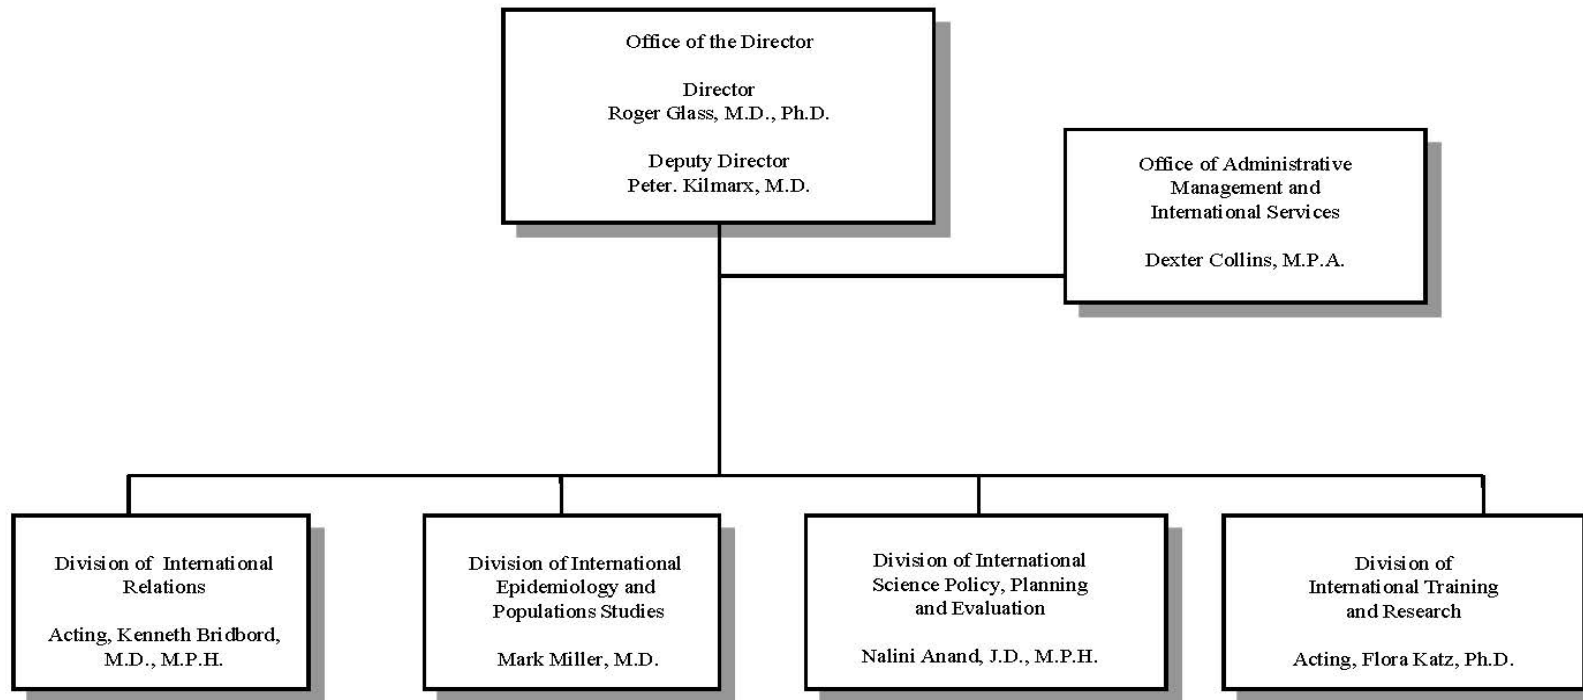 Office of the Director
Director
Roger Glass, M.D., Ph.D.
Deputy Director
Peter. Kilmarx, M.D.
Office of Administrative
Management and
International Services
Dexter Collins, M.P.A.
Division of International
Relations
Acting, Kenneth Bridbord,
M.D., M.P.H.
Division of International
Epidemiology and
Populations Studies
Mark Miller, M.D.
Division of International
Science Policy, Planning
and Evaluation
Nalini Anand, J.D., M.P.H.
Division of
International Training
and Research
Acting, Flora Katz, Ph.D.